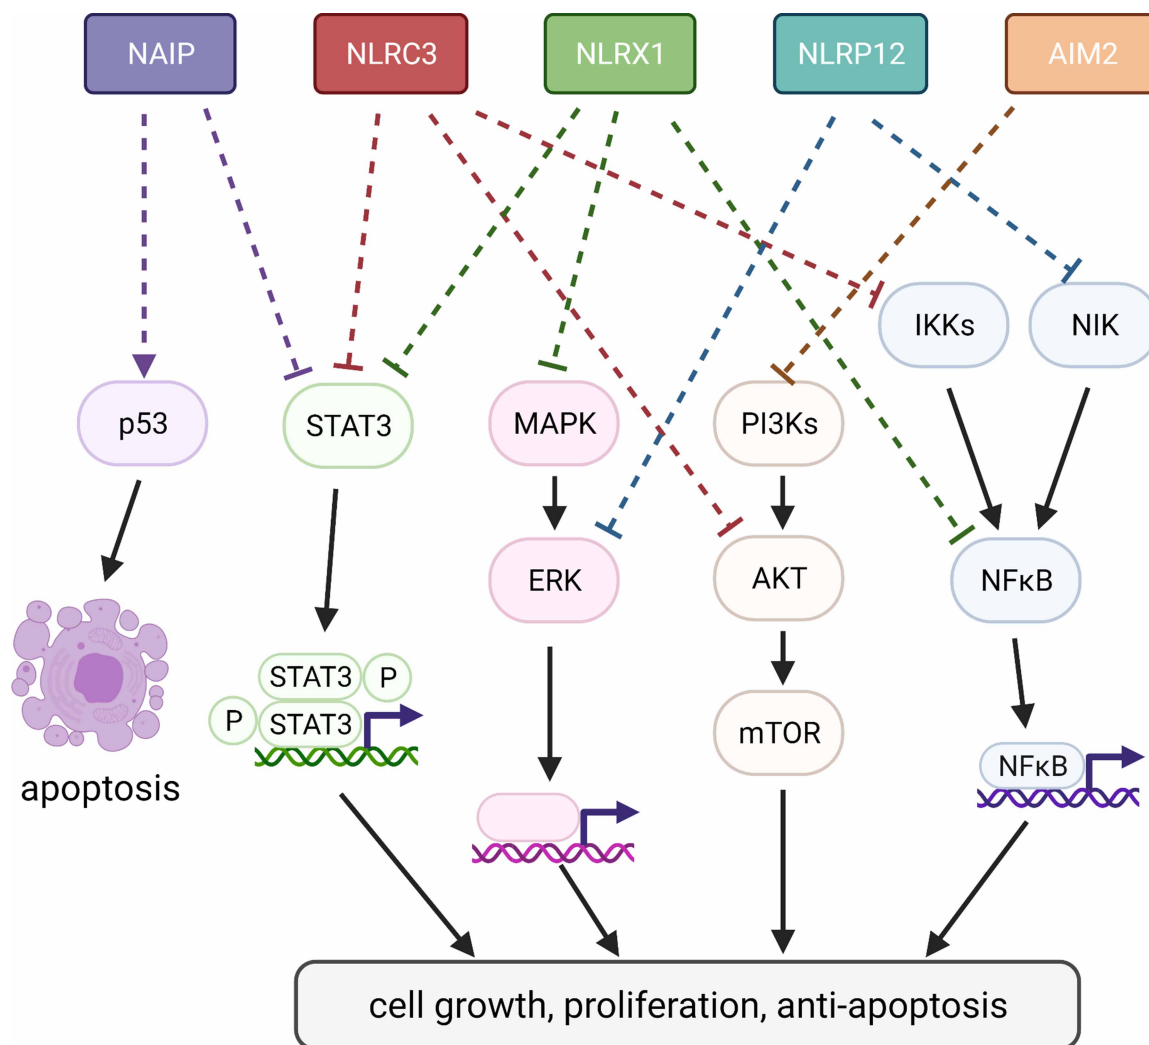 NAIP
NLRC3
NLRX1
NLRP12
AIM2
IKKs
NIK
p53
STAT3
MAPK
PI3Ks
ERK
AKT
NFκB
STAT3
P
P
STAT3
mTOR
NFκB
apoptosis
cell growth, proliferation, anti-apoptosis